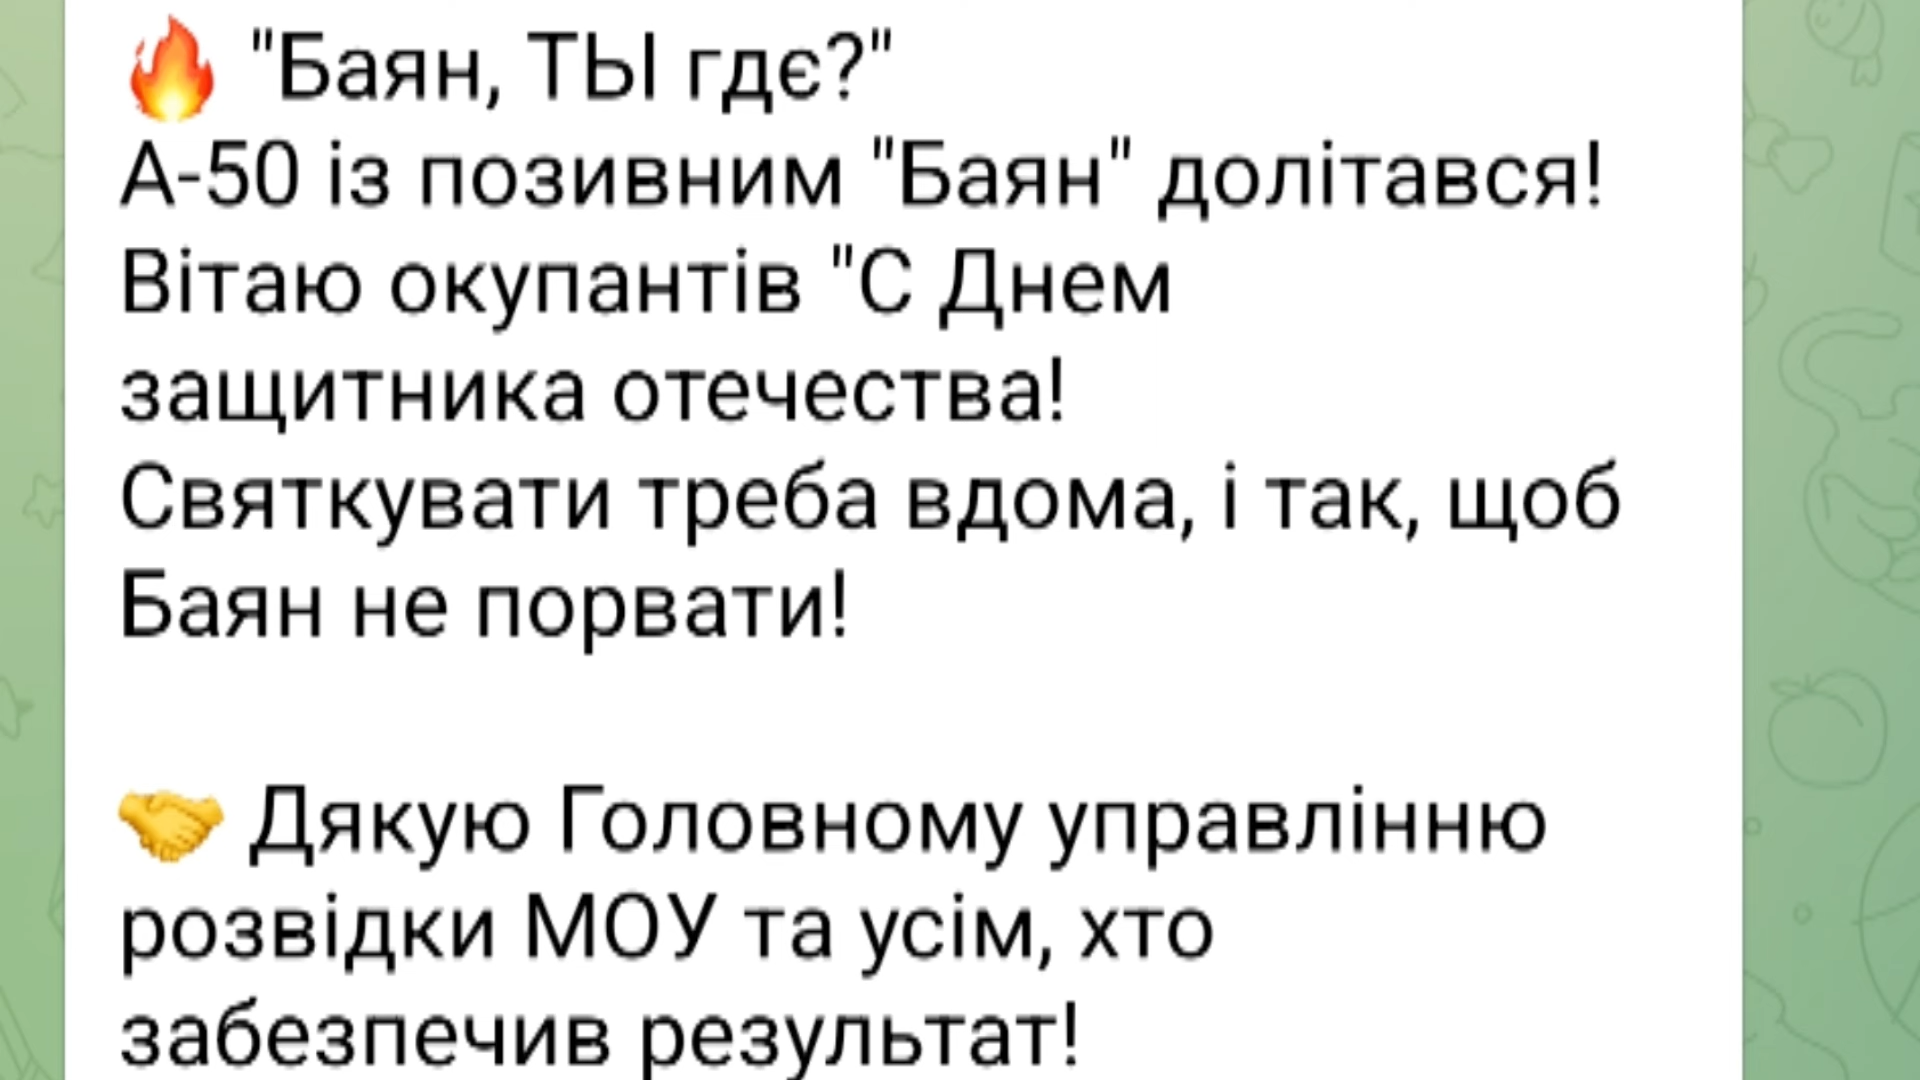 🔥 "Баян, ТЫ гдє?"
А-50 із позивним "Баян" долітався!
Вітаю окупантів "С Днем
защитника отечества!
Святкувати треба вдома, і так, щоб
Баян не порвати!
🤝 Дякую Головному управлінню
розвідки МОУ та усім, хто
забезпечив результат!